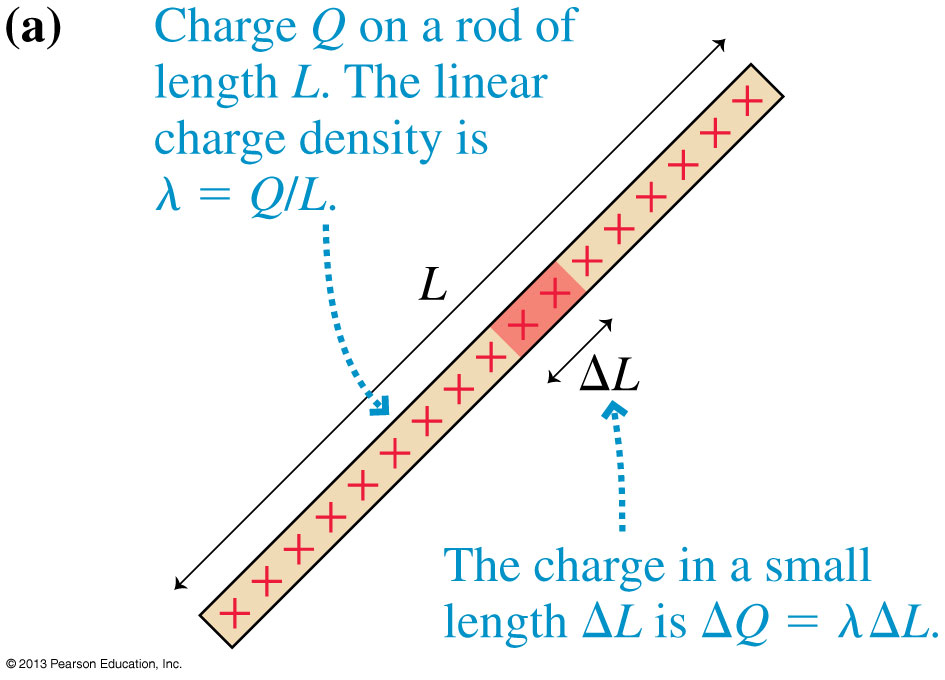 (a)
Charge Q on a rod of
length L. The linear
charge density is
λ = Q/L.
L
ΔL
The charge in a small
length ΔL is ΔQ = λΔL.
© 2013 Pearson Education, Inc.